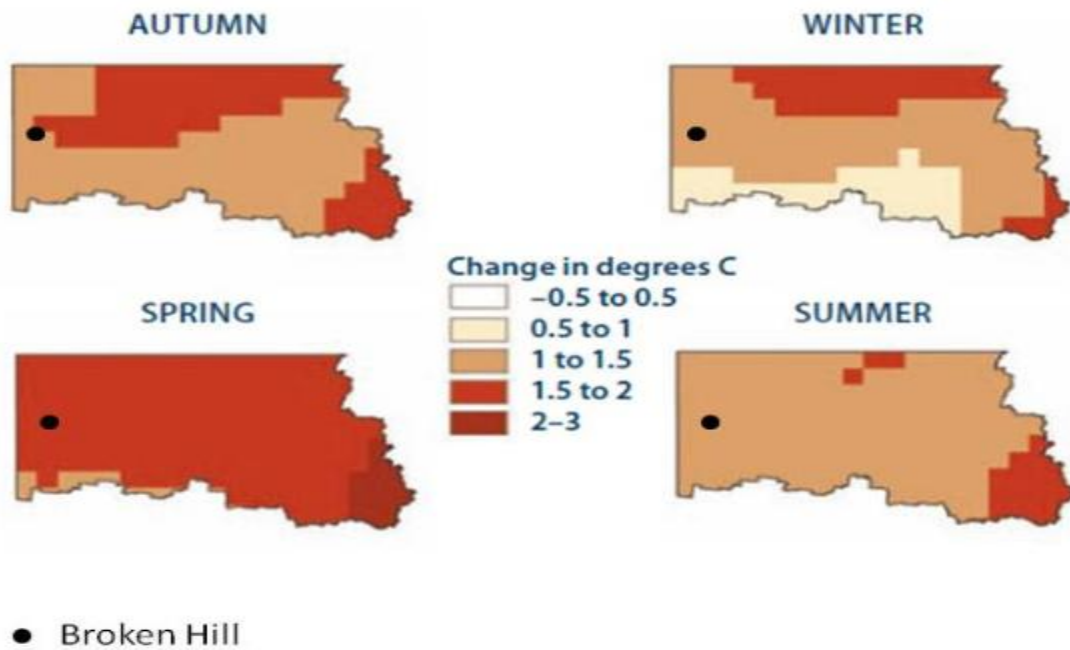 AUTUMN
WINTER
Change in degrees C
–0.5 to 0.5
0.5 to 1
1 to 1.5
1.5 to 2
2–3
SPRING
SUMMER
Broken Hill